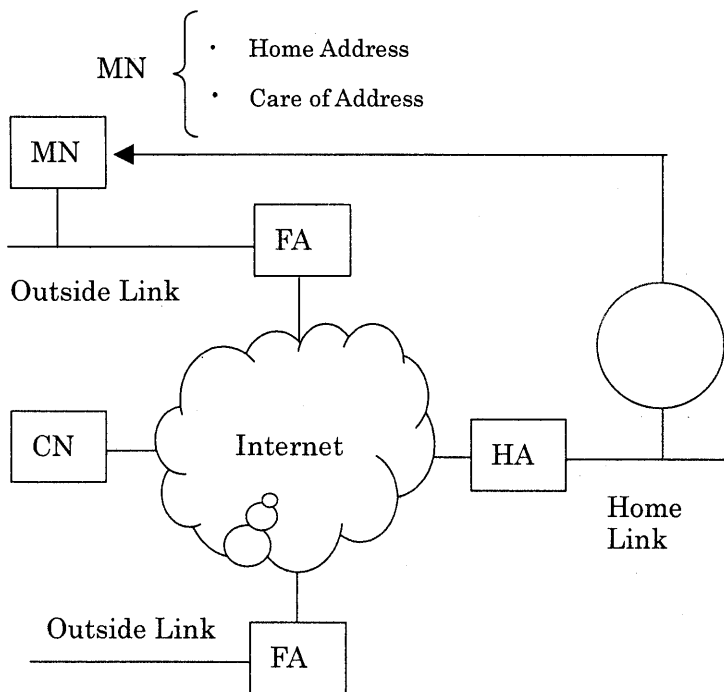 MN
· Home Address
· Care of Address
MN
FA
Outside Link
CN
Internet
HA
Home
Link
Outside Link
FA